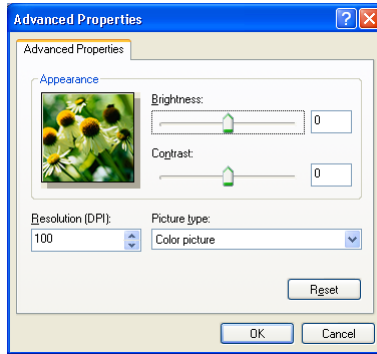 Advanced Properties
Advanced Properties
Appearance
Brightness:
0
Contrast:
0
Resolution (DPI):
Picture type:
100
Color picture
Reset
OK
Cancel